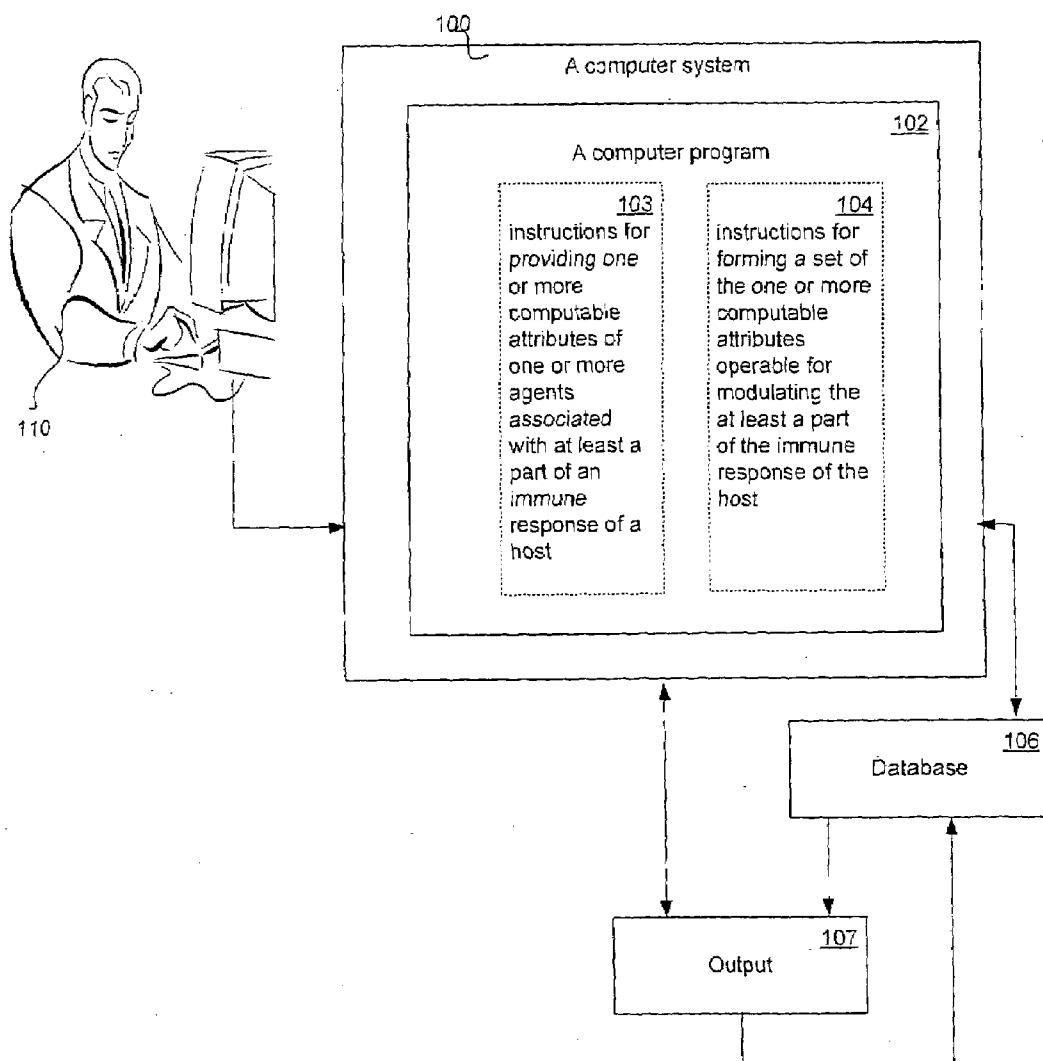 100
A computer system
102
A computer program
103
instructions for
providing one
or more
computable
attributes of
one or more
agents
associated
with at least a
part of an
immune
response of a
host
104
instructions for
forming a set of
the one or more
computable
attributes
operable for
modulating the
at least a part
of the immune
response of the
host
110
106
Database
107
Output